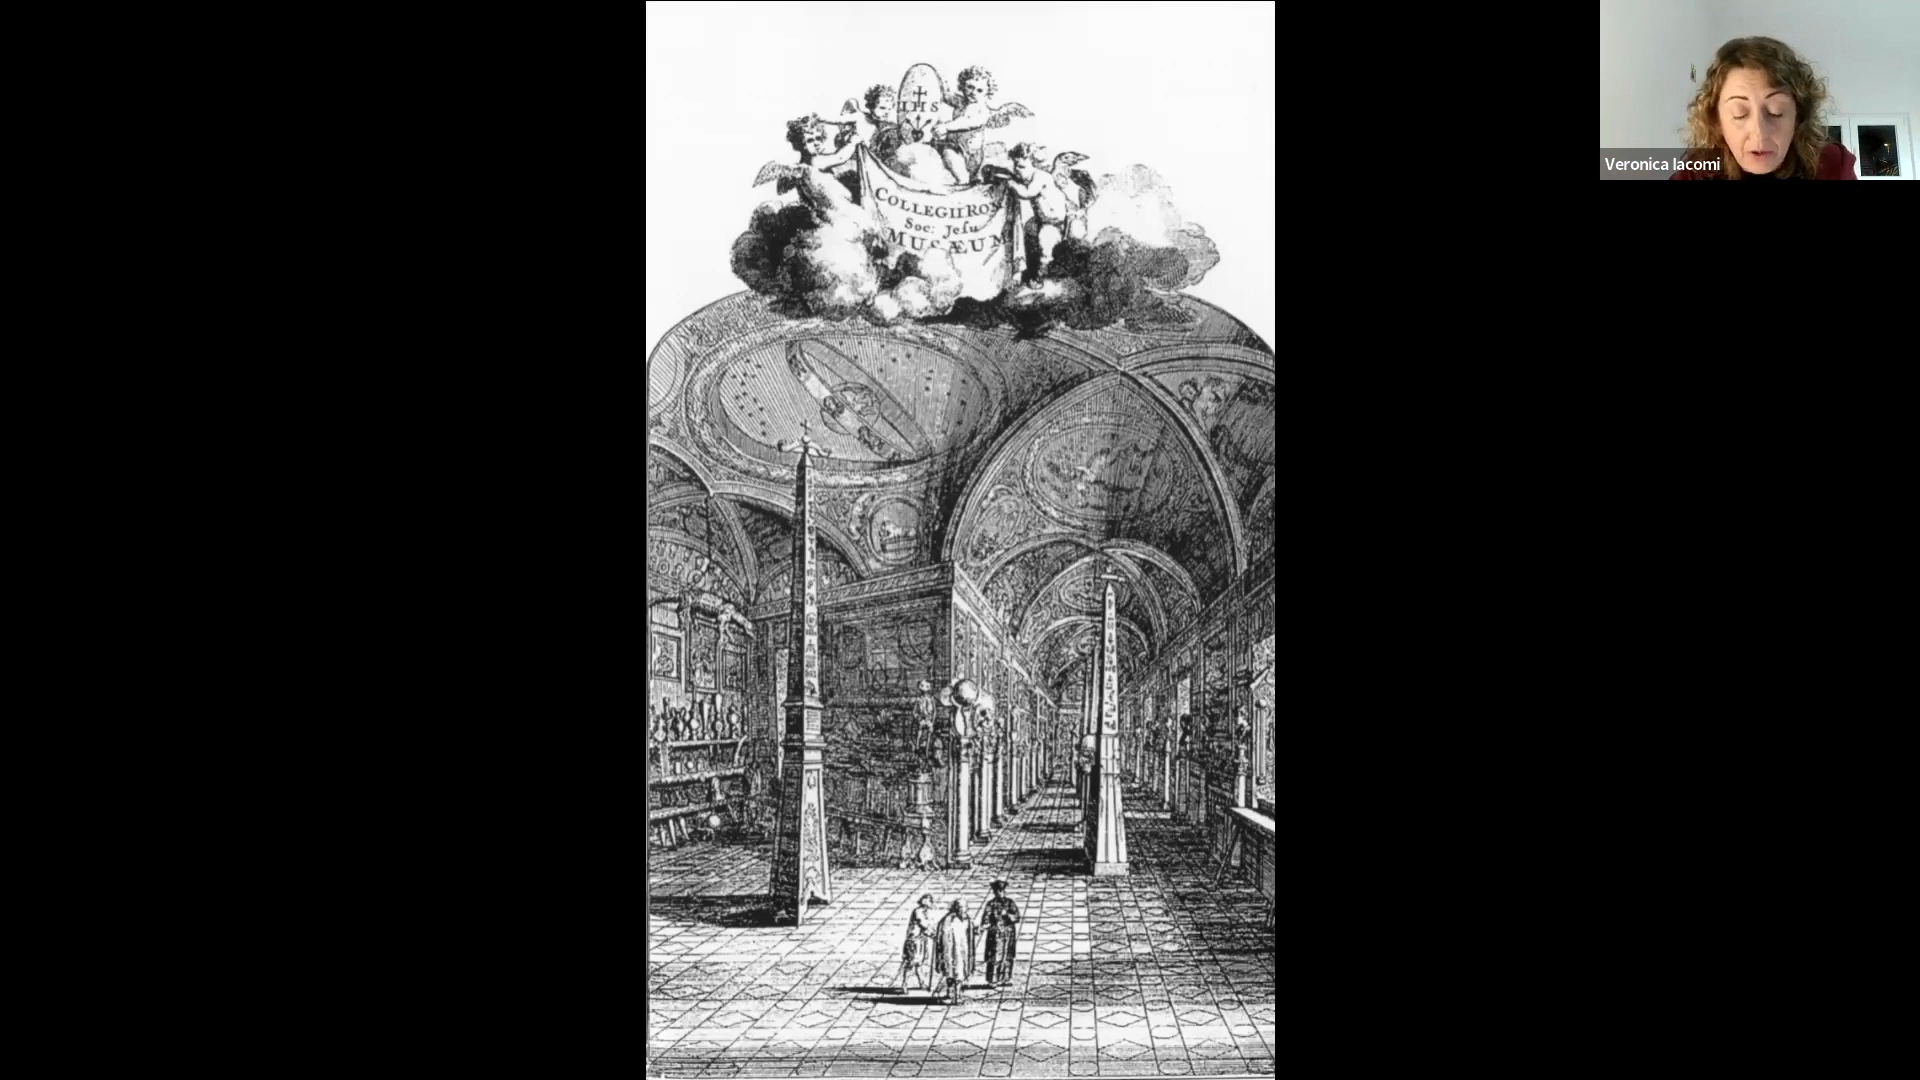 IHS
COLLEGII ROM
Soc: Jesu
MUSÆUM
Veronica Iacomi